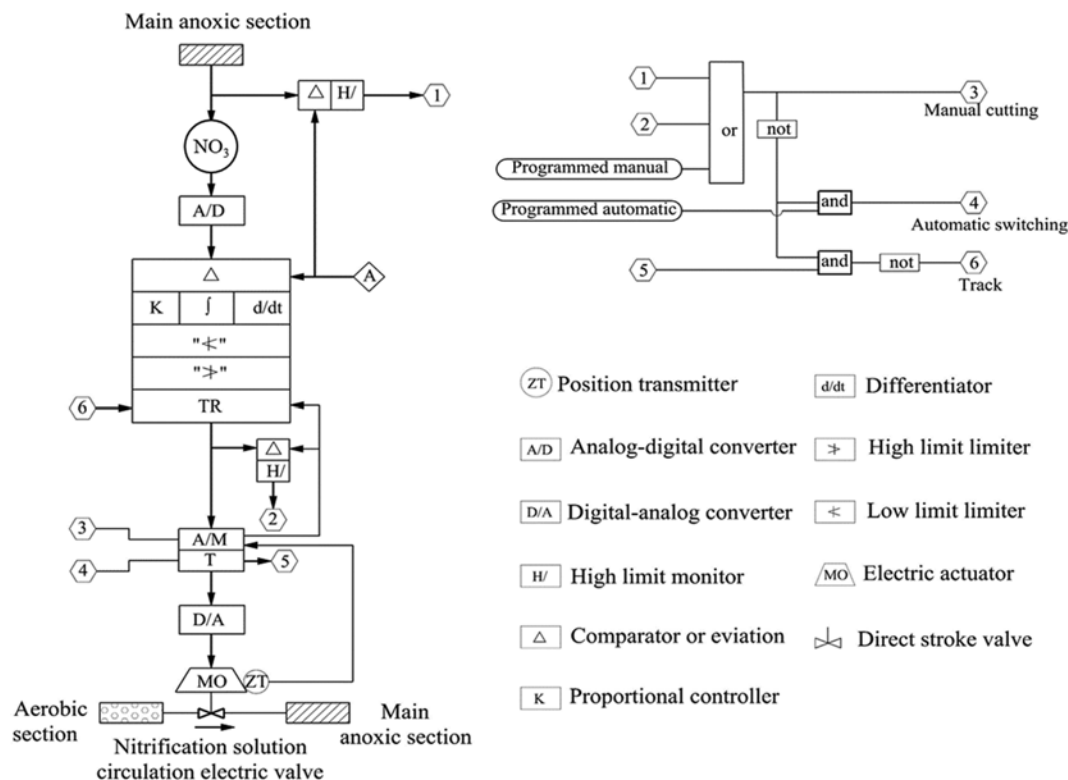 Main anoxic section
△ H/
1
NO3
A/D
△
A
K ∫ d/dt
"≮"
"≯"
6
TR
△
H/
2
3
A/M
4
T
5
D/A
MO
ZT
Aerobic
section
Main
anoxic section
Nitrification solution
circulation electric valve
1
2
or
3
Manual cutting
not
Programmed manual
Programmed automatic
and
4
Automatic switching
5
and
not
6
Track
ZT Position transmitter
d/dt Differentiator
A/D Analog-digital converter
≯ High limit limiter
D/A Digital-analog converter
≮ Low limit limiter
H/ High limit monitor
MO Electric actuator
△ Comparator or eviation
Direct stroke valve
K Proportional controller